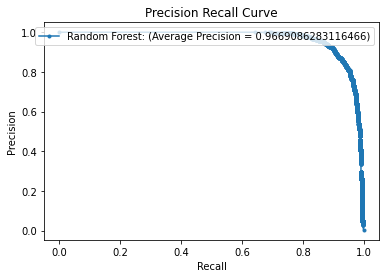 Precision Recall Curve
Random Forest: (Average Precision = 0.9669086283116466)
1.0
0.8
0.6
0.4
0.2
0.0
Precision
0.0 0.2 0.4 0.6 0.8 1.0
Recall